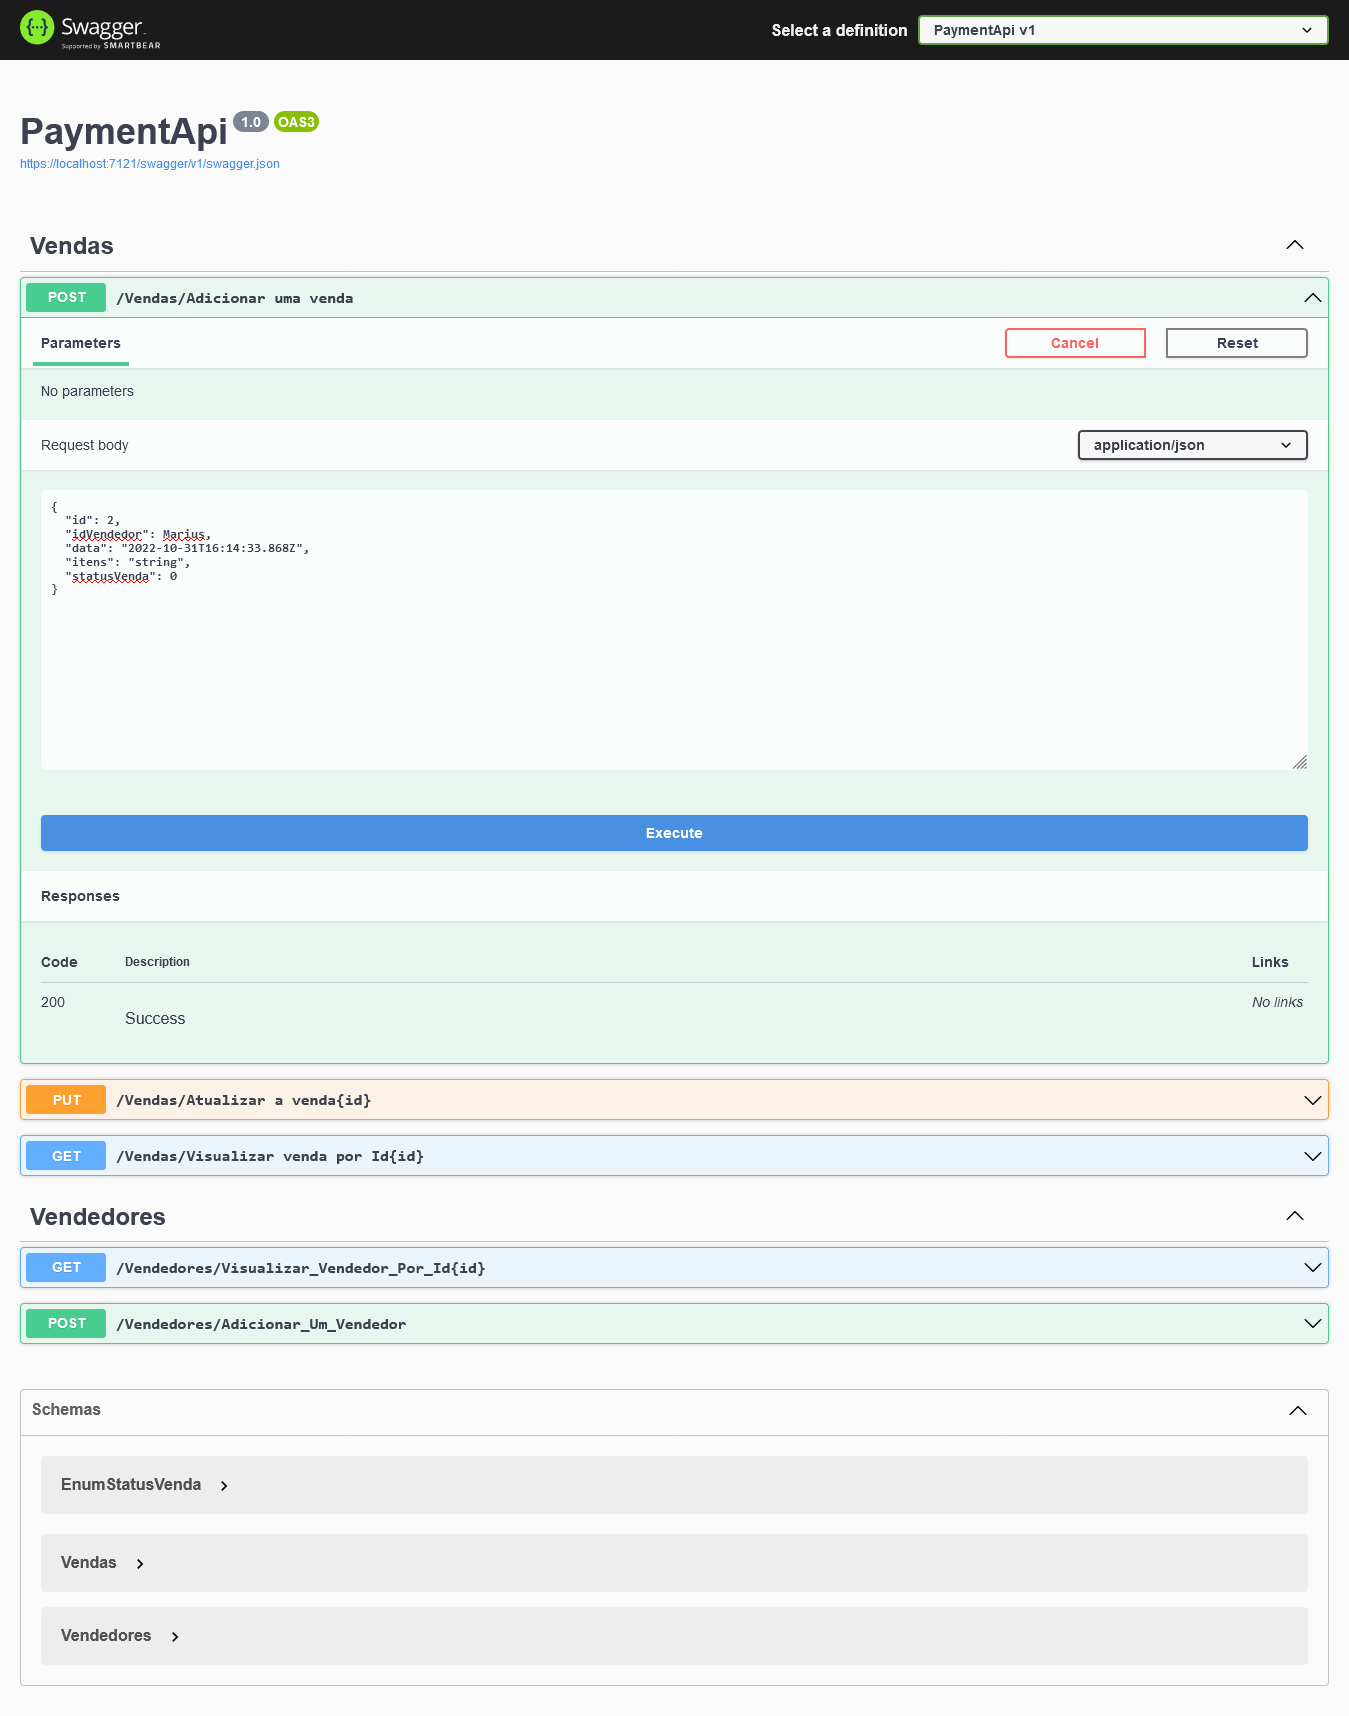 Swagger
Supported by SMARTBEAR
Select a definition
PaymentApi v1
PaymentApi 1.0 OAS3
https://localhost:7121/swagger/v1/swagger.json
Vendas
POST /Vendas/Adicionar uma venda
Parameters
Cancel
Reset
No parameters
Request body
application/json
{
  "id": 2,
  "idVendedor": Marius,
  "data": "2022-10-31T16:14:33.868Z",
  "itens": "string",
  "statusVenda": 0
}
Execute
Responses
Code Description Links
200 Success No links
PUT /Vendas/Atualizar a venda{id}
GET /Vendas/Visualizar venda por Id{id}
Vendedores
GET /Vendedores/Visualizar_Vendedor_Por_Id{id}
POST /Vendedores/Adicionar_Um_Vendedor
Schemas
EnumStatusVenda
Vendas
Vendedores